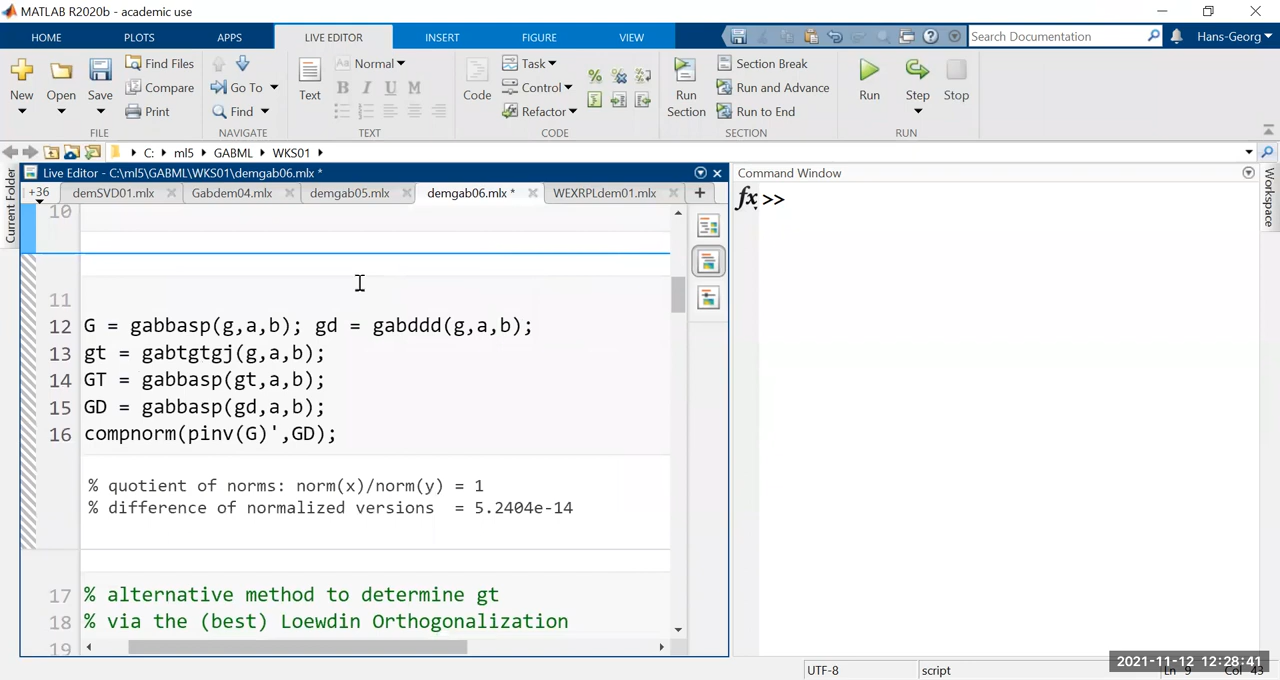 MATLAB R2020b - academic use
HOME PLOTS APPS LIVE EDITOR INSERT FIGURE VIEW Search Documentation Hans-Georg
New Open Save Find Files Compare Print
FILE
Go To Find
NAVIGATE
Text Aa Normal B I U M
TEXT
Code Task Control Refactor
CODE
Run Section Section Break Run and Advance Run to End
SECTION
Run Step Stop
RUN
C: ml5 GABML WKS01
Current Folder
Live Editor - C:\ml5\GABML\WKS01\demgab06.mlx *
+36 demSVD01.mlx Gabdem04.mlx demgab05.mlx demgab06.mlx * WEXRPLdem01.mlx +
10
11
12 G = gabbasp(g,a,b); gd = gabddd(g,a,b);
13 gt = gabtgtgj(g,a,b);
14 GT = gabbasp(gt,a,b);
15 GD = gabbasp(gd,a,b);
16 compnorm(pinv(G)',GD);
% quotient of norms: norm(x)/norm(y) = 1
% difference of normalized versions = 5.2404e-14
17 % alternative method to determine gt
18 % via the (best) Loewdin Orthogonalization
19
Command Window
fx >>
Workspace
UTF-8 script Ln 9 Col 43
2021-11-12 12:28:41